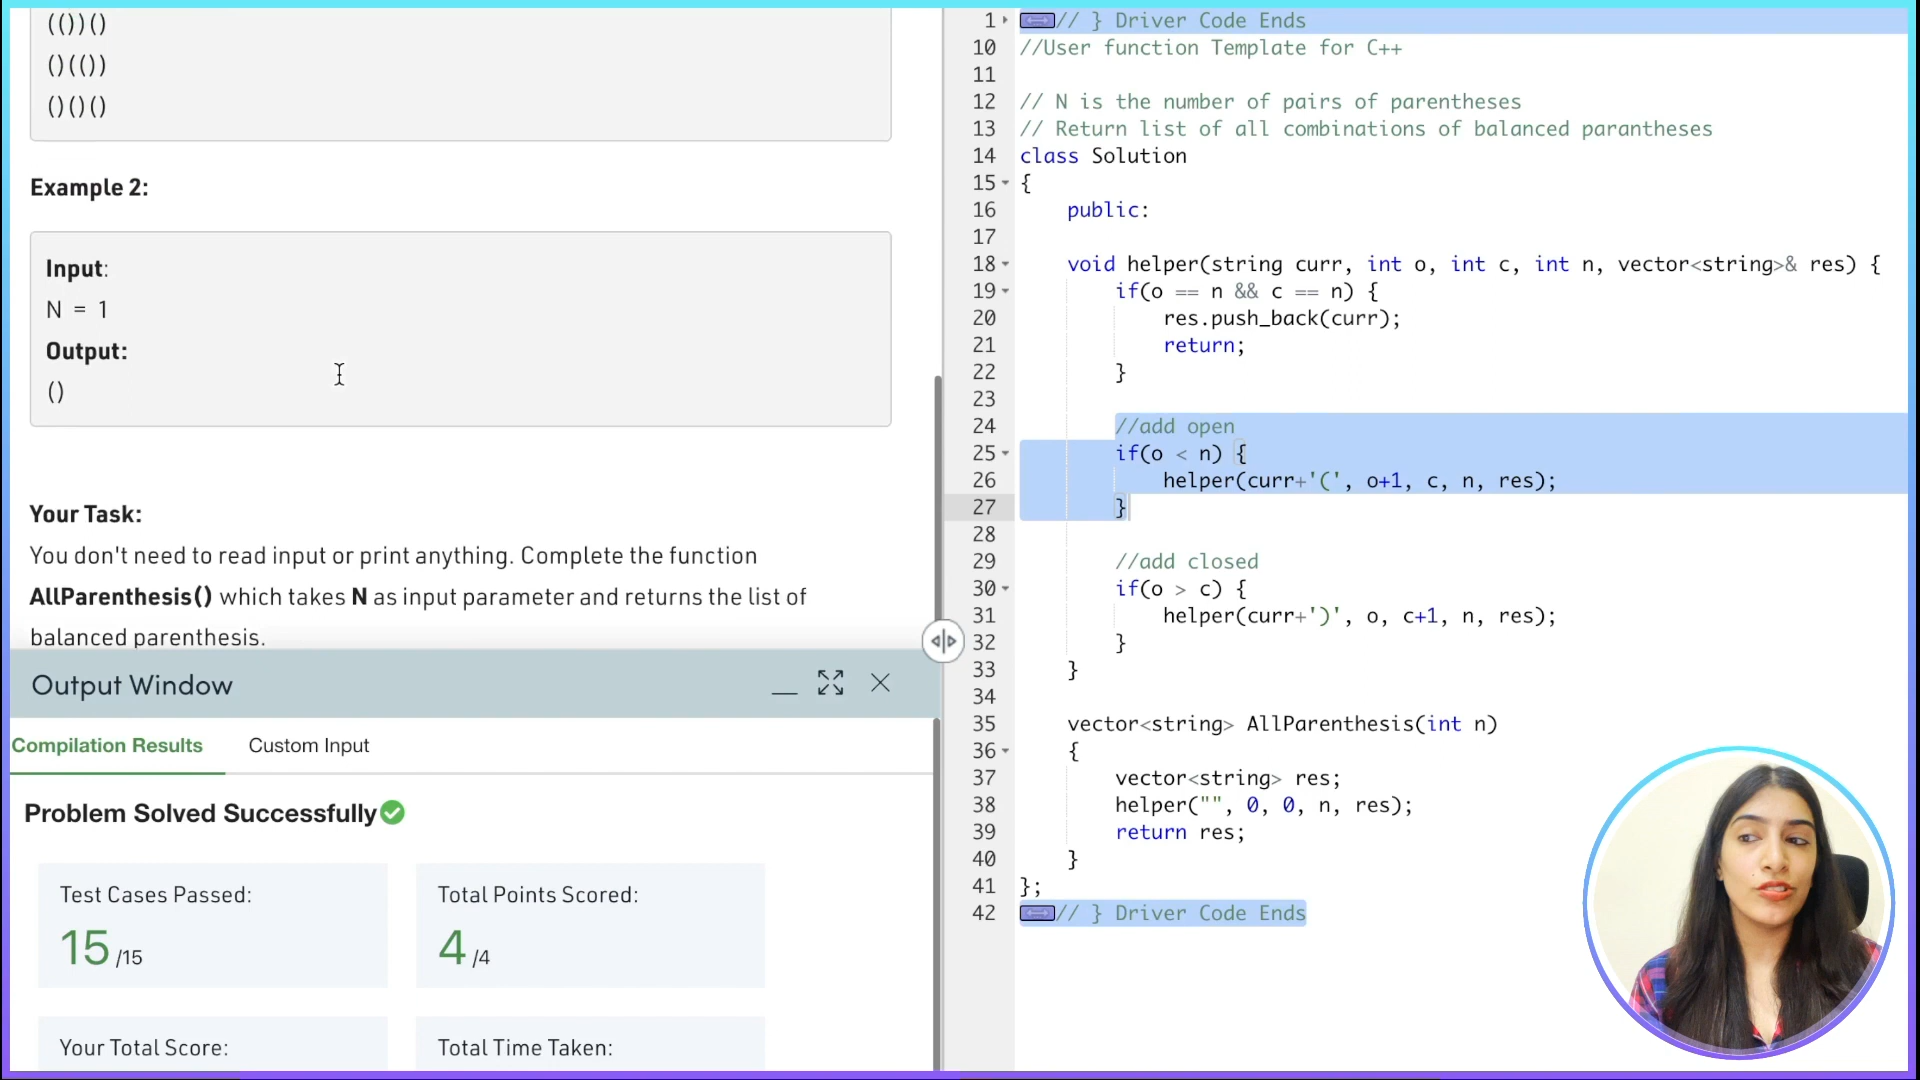 (())()
()(())
()()()
Example 2:
Input:
N = 1
Output:
()
Your Task:
You don't need to read input or print anything. Complete the function
AllParenthesis() which takes N as input parameter and returns the list of
balanced parenthesis.
Output Window
Compilation Results Custom Input
Problem Solved Successfully
Test Cases Passed:
15 /15
Total Points Scored:
4 /4
Your Total Score:
Total Time Taken:
1 // } Driver Code Ends
10 //User function Template for C++
11
12 // N is the number of pairs of parentheses
13 // Return list of all combinations of balanced parantheses
14 class Solution
15 {
16 public:
17
18 void helper(string curr, int o, int c, int n, vector<string>& res) {
19 if(o == n && c == n) {
20 res.push_back(curr);
21 return;
22 }
23
24 //add open
25 if(o < n) {
26 helper(curr+'(', o+1, c, n, res);
27 }
28
29 //add closed
30 if(o > c) {
31 helper(curr+')', o, c+1, n, res);
32 }
33 }
34
35 vector<string> AllParenthesis(int n)
36 {
37 vector<string> res;
38 helper("", 0, 0, n, res);
39 return res;
40 }
41 };
42 // } Driver Code Ends